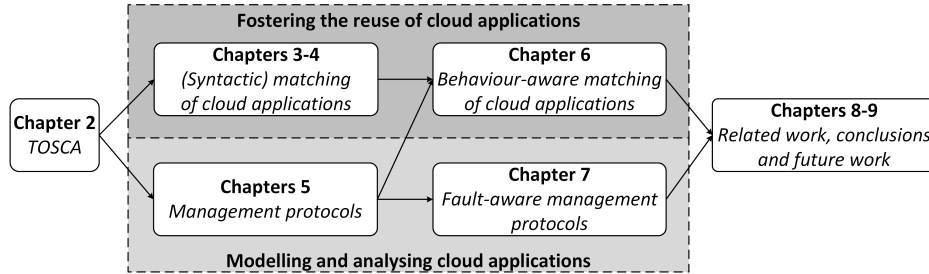 Fostering the reuse of cloud applications
Chapter 2
TOSCA
Chapters 3-4
(Syntactic) matching
of cloud applications
Chapter 6
Behaviour-aware matching
of cloud applications
Chapters 5
Management protocols
Chapter 7
Fault-aware management
protocols
Chapters 8-9
Related work, conclusions
and future work
Modelling and analysing cloud applications